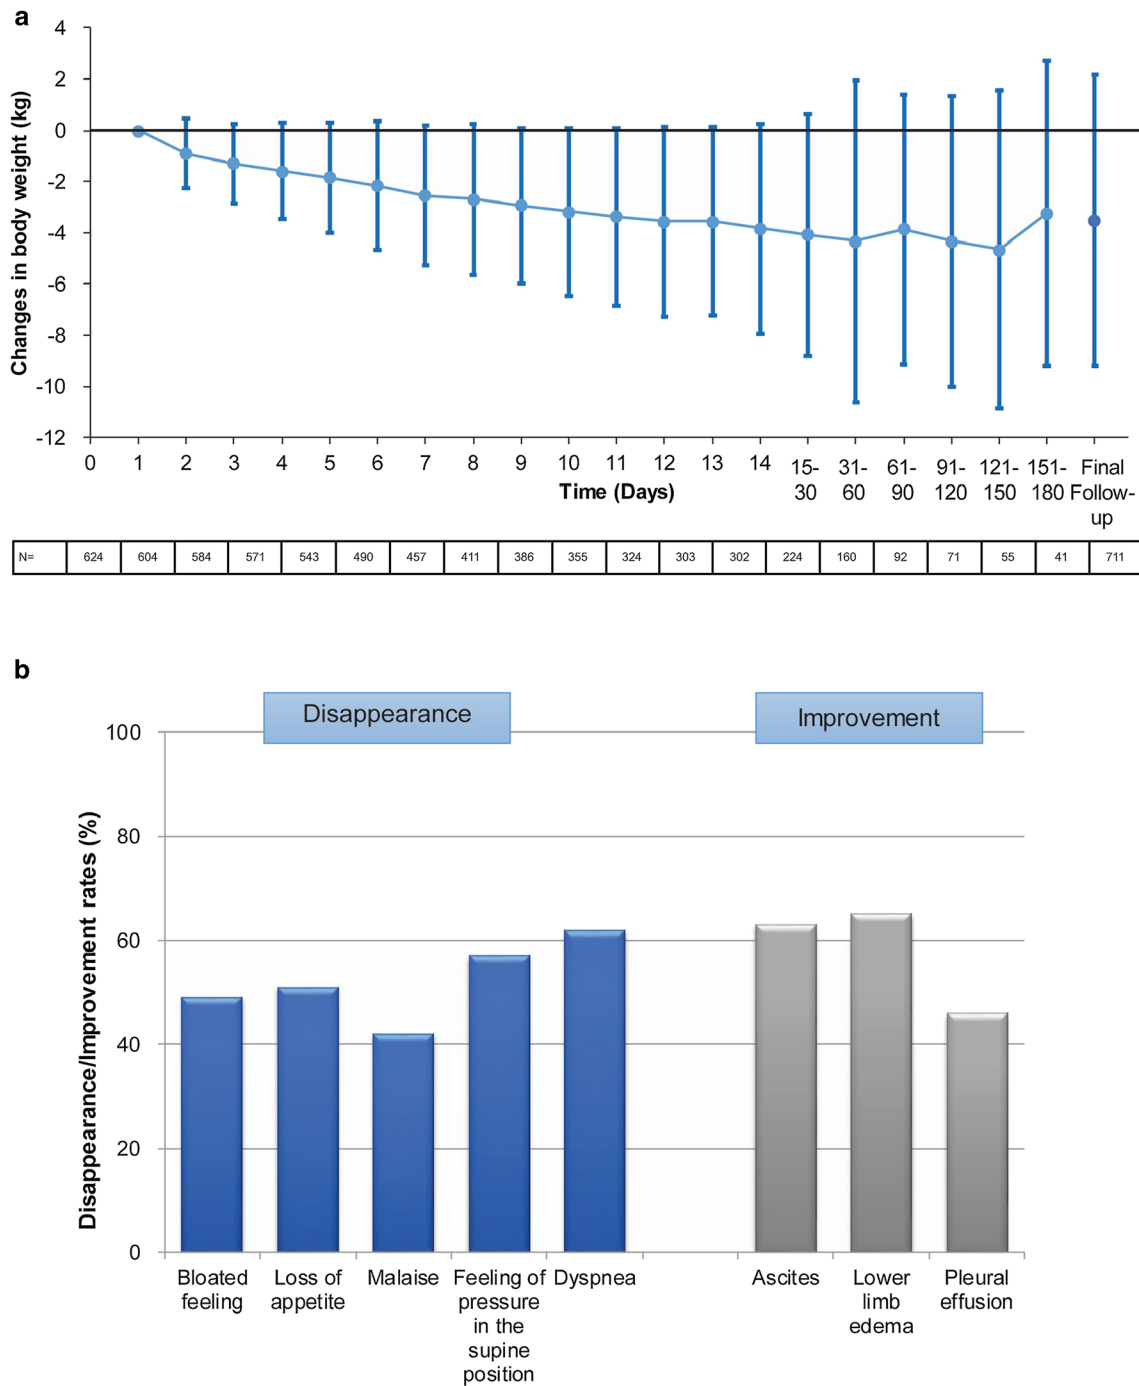 a
Changes in body weight (kg)
4
2
0
-2
-4
-6
-8
-10
-12
0 1 2 3 4 5 6 7 8 9 10 11 12 13 14 15- 31- 61- 91- 121- 151- Final
30 60 90 120 150 180 Follow-
up
Time (Days)
N= 624 604 584 571 543 490 457 411 386 355 324 303 302 224 160 92 71 55 41 711
b
Disappearance Improvement
Disappearance/Improvement rates (%)
100
80
60
40
20
0
Bloated
feeling
Loss of
appetite
Malaise
Feeling of
pressure
in the
supine
position
Dyspnea
Ascites
Lower
limb
edema
Pleural
effusion